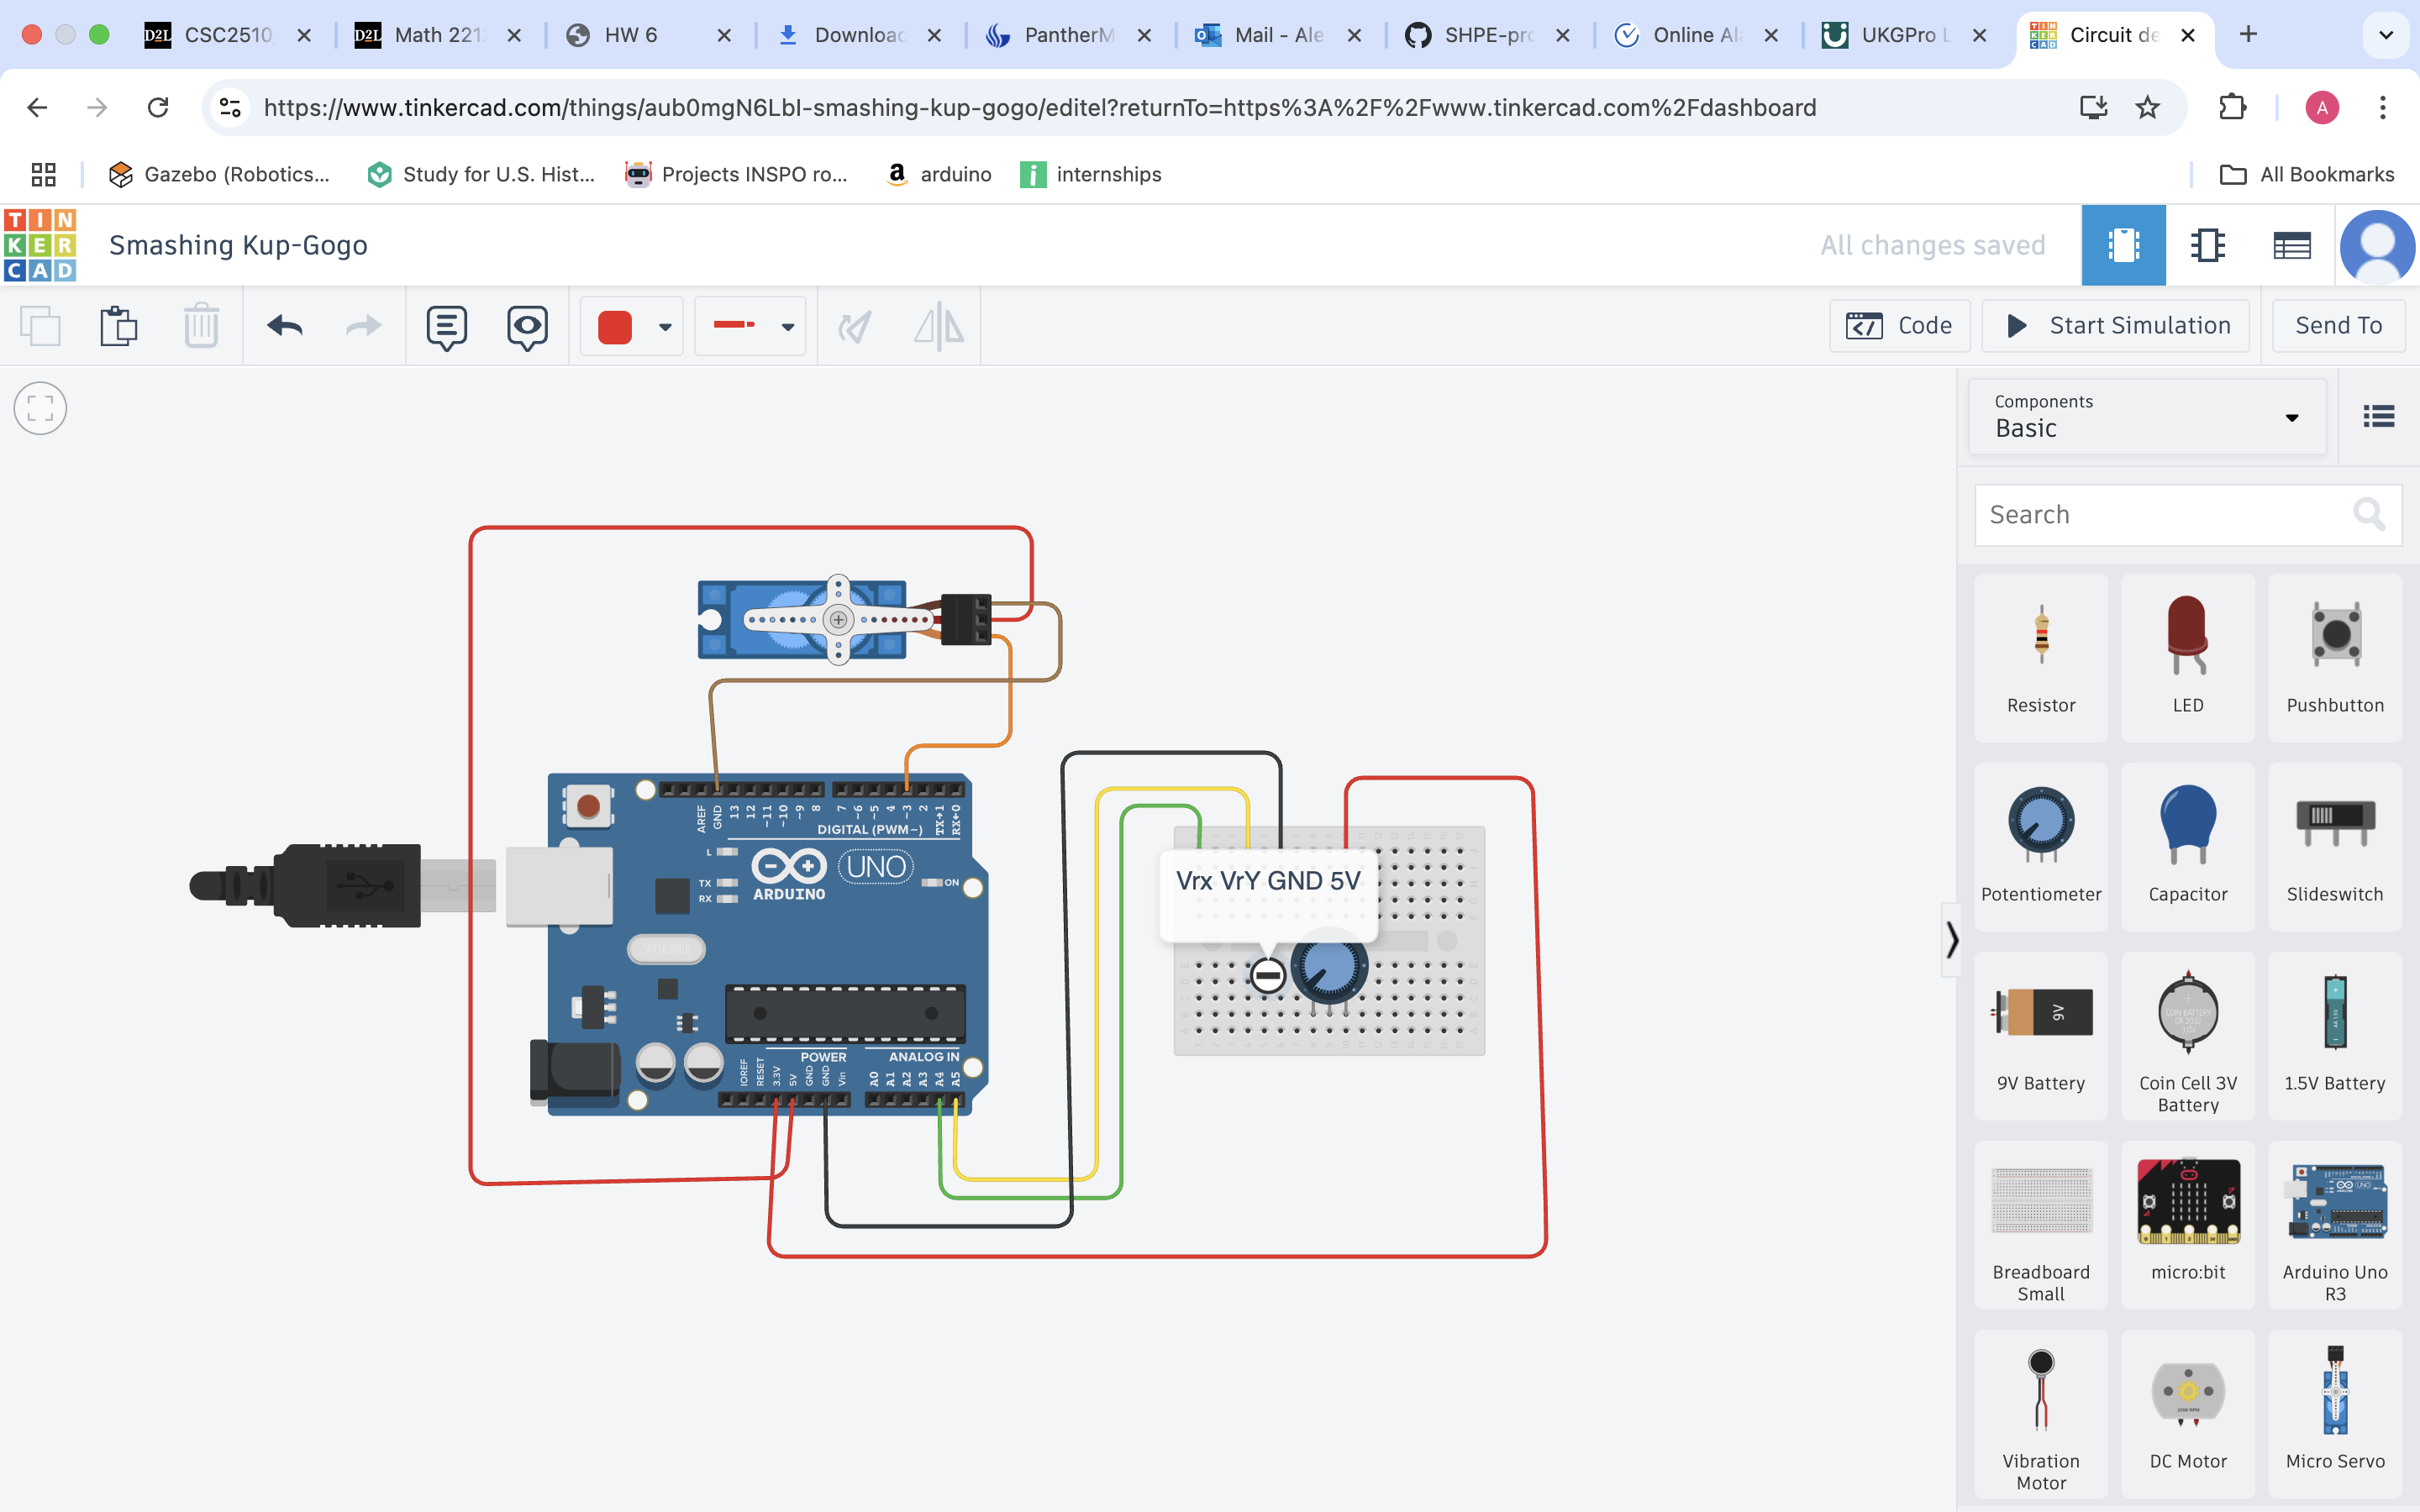 CSC2510
Math 221
HW 6
Downloac
PantherM
Mail - Ale
SHPE-pro
Online Al
UKGPro L
Circuit de
https://www.tinkercad.com/things/aub0mgN6LbI-smashing-kup-gogo/editel?returnTo=https%3A%2F%2Fwww.tinkercad.com%2Fdashboard
A
Gazebo (Robotics...
Study for U.S. Hist...
Projects INSPO ro...
arduino
internships
All Bookmarks
TIN
KER
CAD
Smashing Kup-Gogo
All changes saved
Code
Start Simulation
Send To
Components
Basic
Search
Resistor
LED
Pushbutton
Potentiometer
Capacitor
Slideswitch
9V
9V Battery
Coin Cell 3V
Battery
1.5V Battery
Breadboard
Small
micro:bit
Arduino Uno
R3
Vibration
Motor
DC Motor
Micro Servo
AREF
GND
13
12
~11
~10
~9
8
7
~6
~5
4
~3
2
TX→1
RX←0
DIGITAL (PWM~)
L
TX
RX
ARDUINO
UNO
ON
Vrx VrY GND 5V
POWER
ANALOG IN
IOREF
RESET
3.3V
5V
GND
GND
Vin
A0
A1
A2
A3
A4
A5